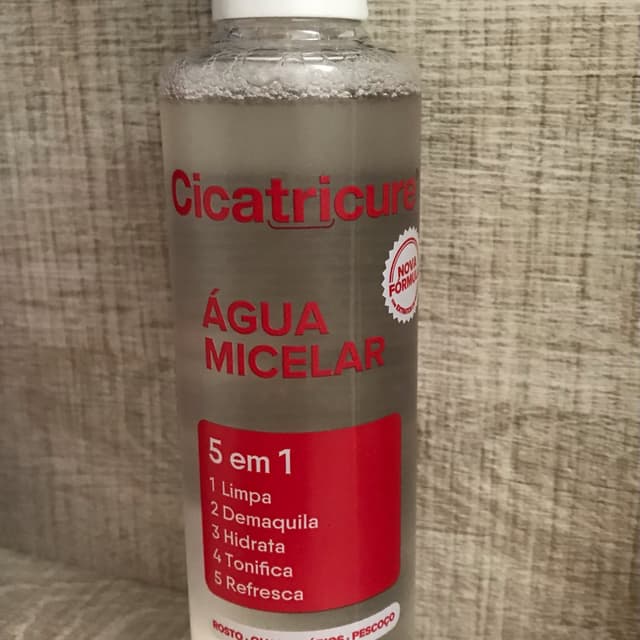 Cicatricure
NOVA
FÓRMULA
ÁGUA
MICELAR
5 em 1
1 Limpa
2 Demaquila
3 Hidrata
4 Tonifica
5 Refresca
ROSTO · PESCOÇO